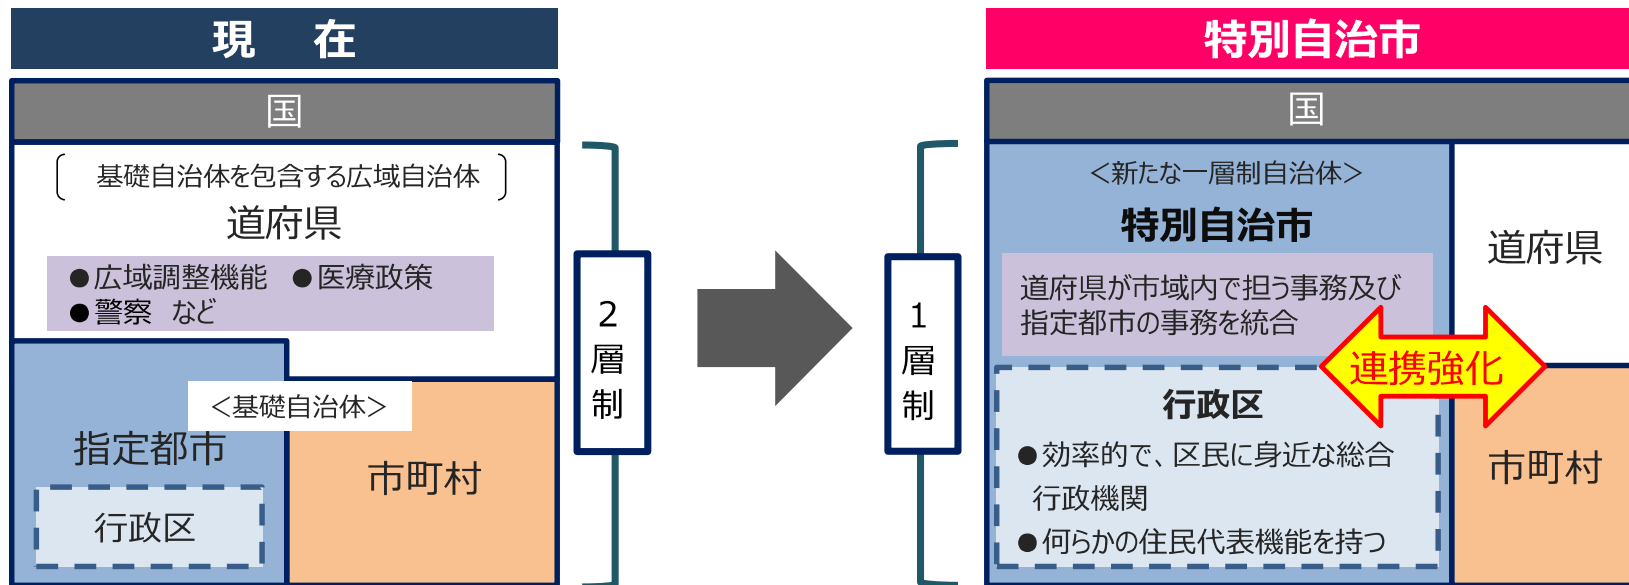 現 在
国
基礎自治体を包含する広域自治体
道府県
●広域調整機能 ●医療政策
●警察 など
＜基礎自治体＞
指定都市
市町村
行政区
2層制
特別自治市
国
＜新たな一層制自治体＞
特別自治市
道府県が市域内で担う事務及び
指定都市の事務を統合
道府県
1層制
連携強化
行政区
●効率的で、区民に身近な総合
行政機関
●何らかの住民代表機能を持つ
市町村